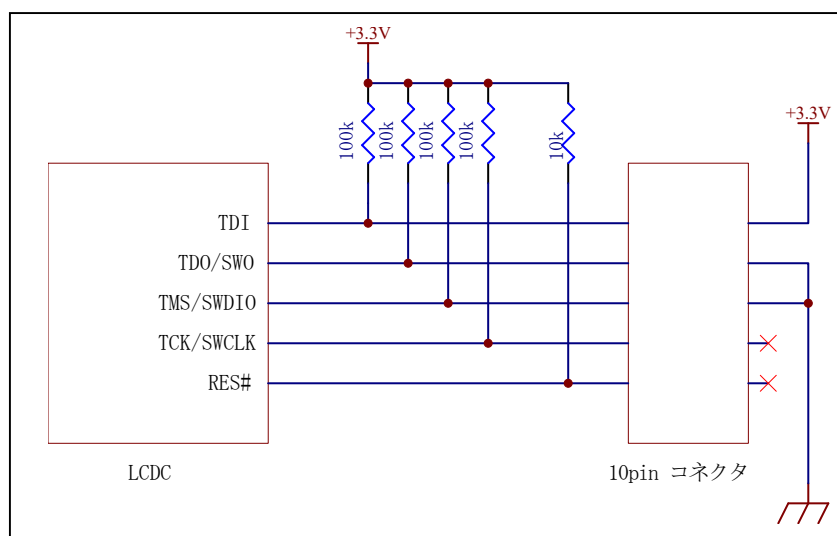 +3.3V
100k
100k
100k
100k
10k
+3.3V
TDI
TDO/SWO
TMS/SWDIO
TCK/SWCLK
RES#
LCDC
10pin コネクタ